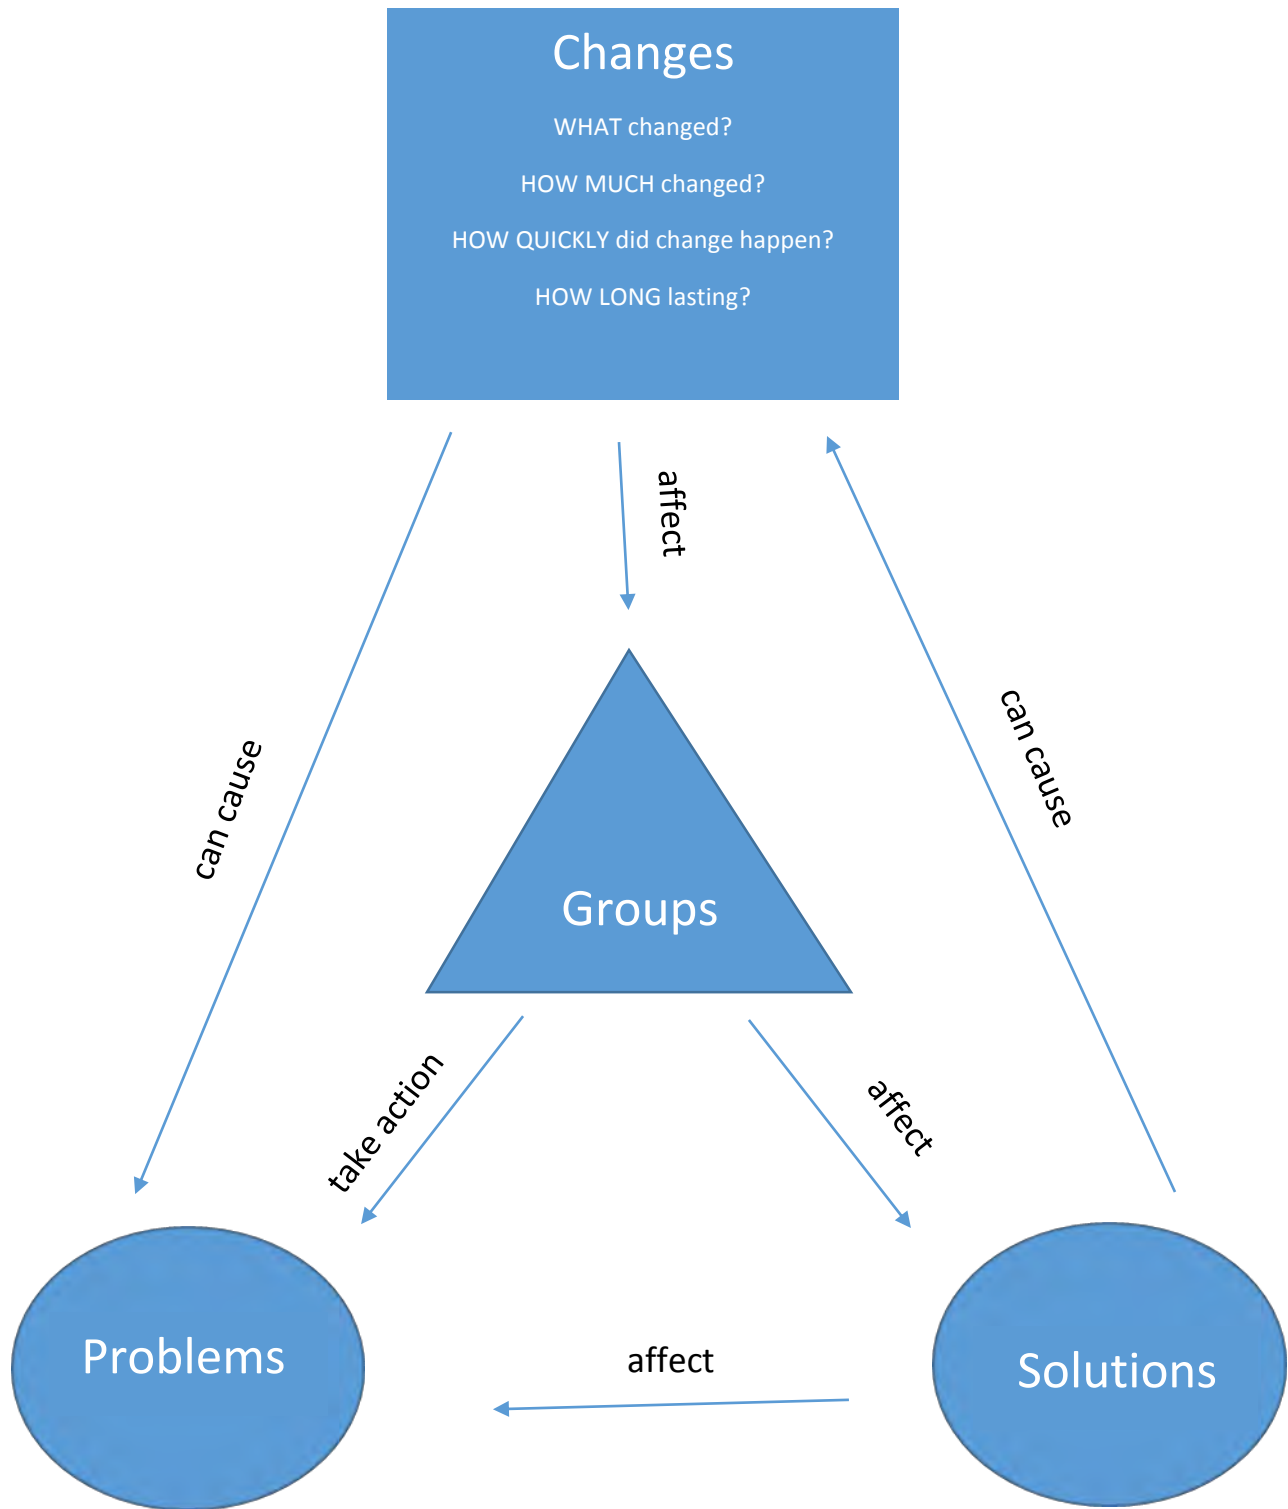 Changes
WHAT changed?
HOW MUCH changed?
HOW QUICKLY did change happen?
HOW LONG lasting?
affect
can cause
can cause
Groups
take action
affect
Problems
affect
Solutions